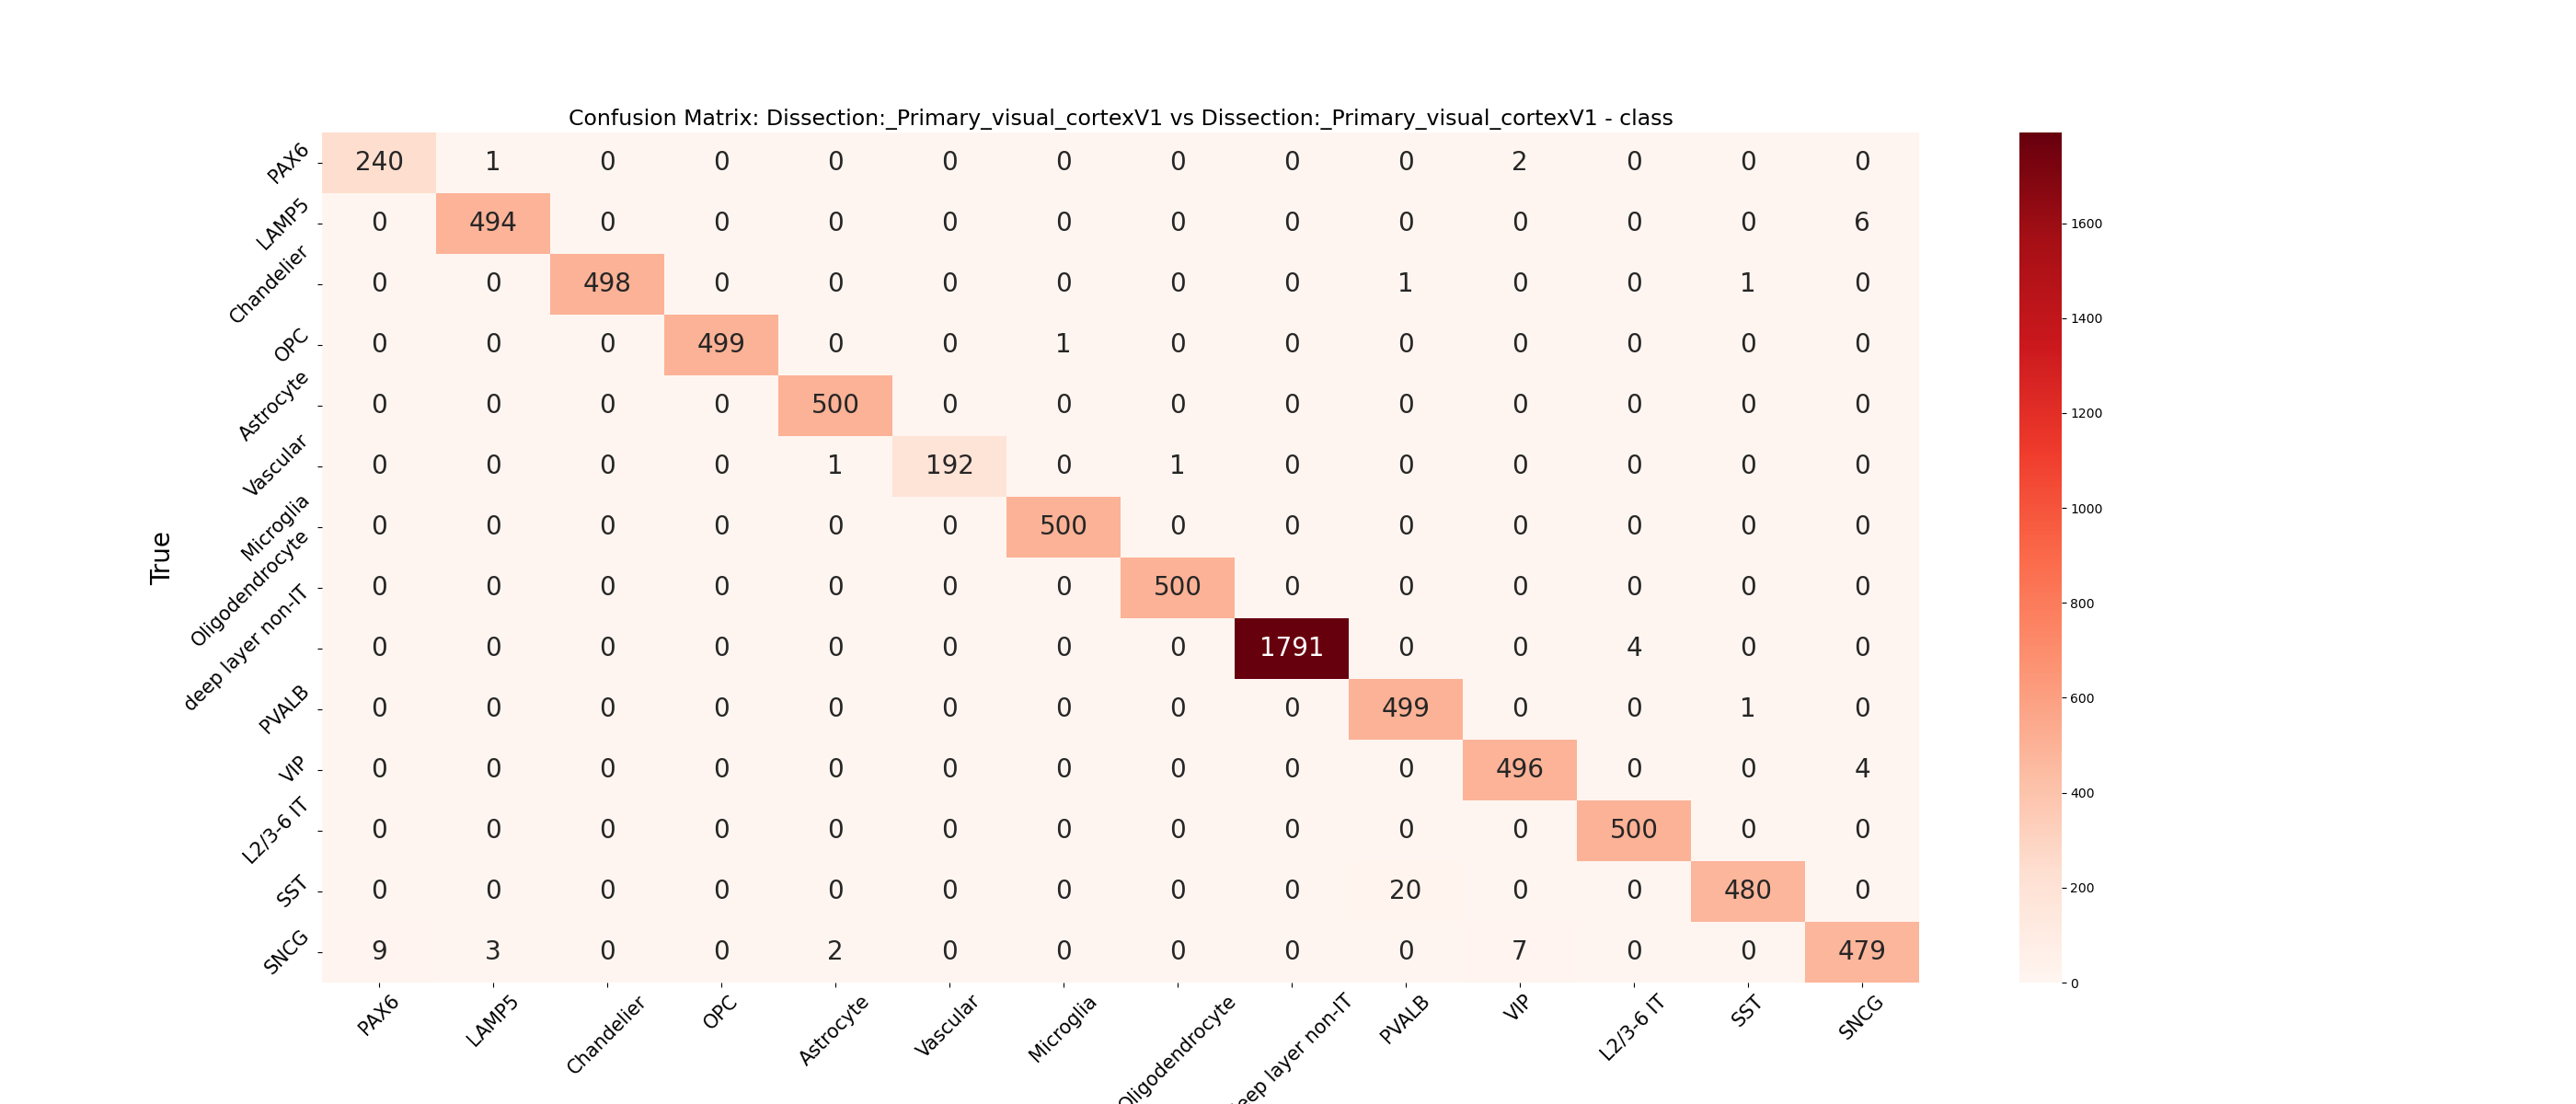 Confusion Matrix: Dissection:_Primary_visual_cortexV1 vs Dissection:_Primary_visual_cortexV1 - class
True
PAX6 240 1 0 0 0 0 0 0 0 0 2 0 0 0
LAMP5 0 494 0 0 0 0 0 0 0 0 0 0 0 6
Chandelier 0 0 498 0 0 0 0 0 0 1 0 0 1 0
OPC 0 0 0 499 0 0 1 0 0 0 0 0 0 0
Astrocyte 0 0 0 0 500 0 0 0 0 0 0 0 0 0
Vascular 0 0 0 0 1 192 0 1 0 0 0 0 0 0
Microglia 0 0 0 0 0 0 500 0 0 0 0 0 0 0
Oligodendrocyte 0 0 0 0 0 0 0 500 0 0 0 0 0 0
deep layer non-IT 0 0 0 0 0 0 0 0 1791 0 0 4 0 0
PVALB 0 0 0 0 0 0 0 0 0 499 0 0 1 0
VIP 0 0 0 0 0 0 0 0 0 0 496 0 0 4
L2/3-6 IT 0 0 0 0 0 0 0 0 0 0 0 500 0 0
SST 0 0 0 0 0 0 0 0 0 20 0 0 480 0
SNCG 9 3 0 0 2 0 0 0 0 0 7 0 0 479
PAX6 LAMP5 Chandelier OPC Astrocyte Vascular Microglia Oligodendrocyte eep layer non-IT PVALB VIP L2/3-6 IT SST SNCG
1600
1400
1200
1000
800
600
400
200
0